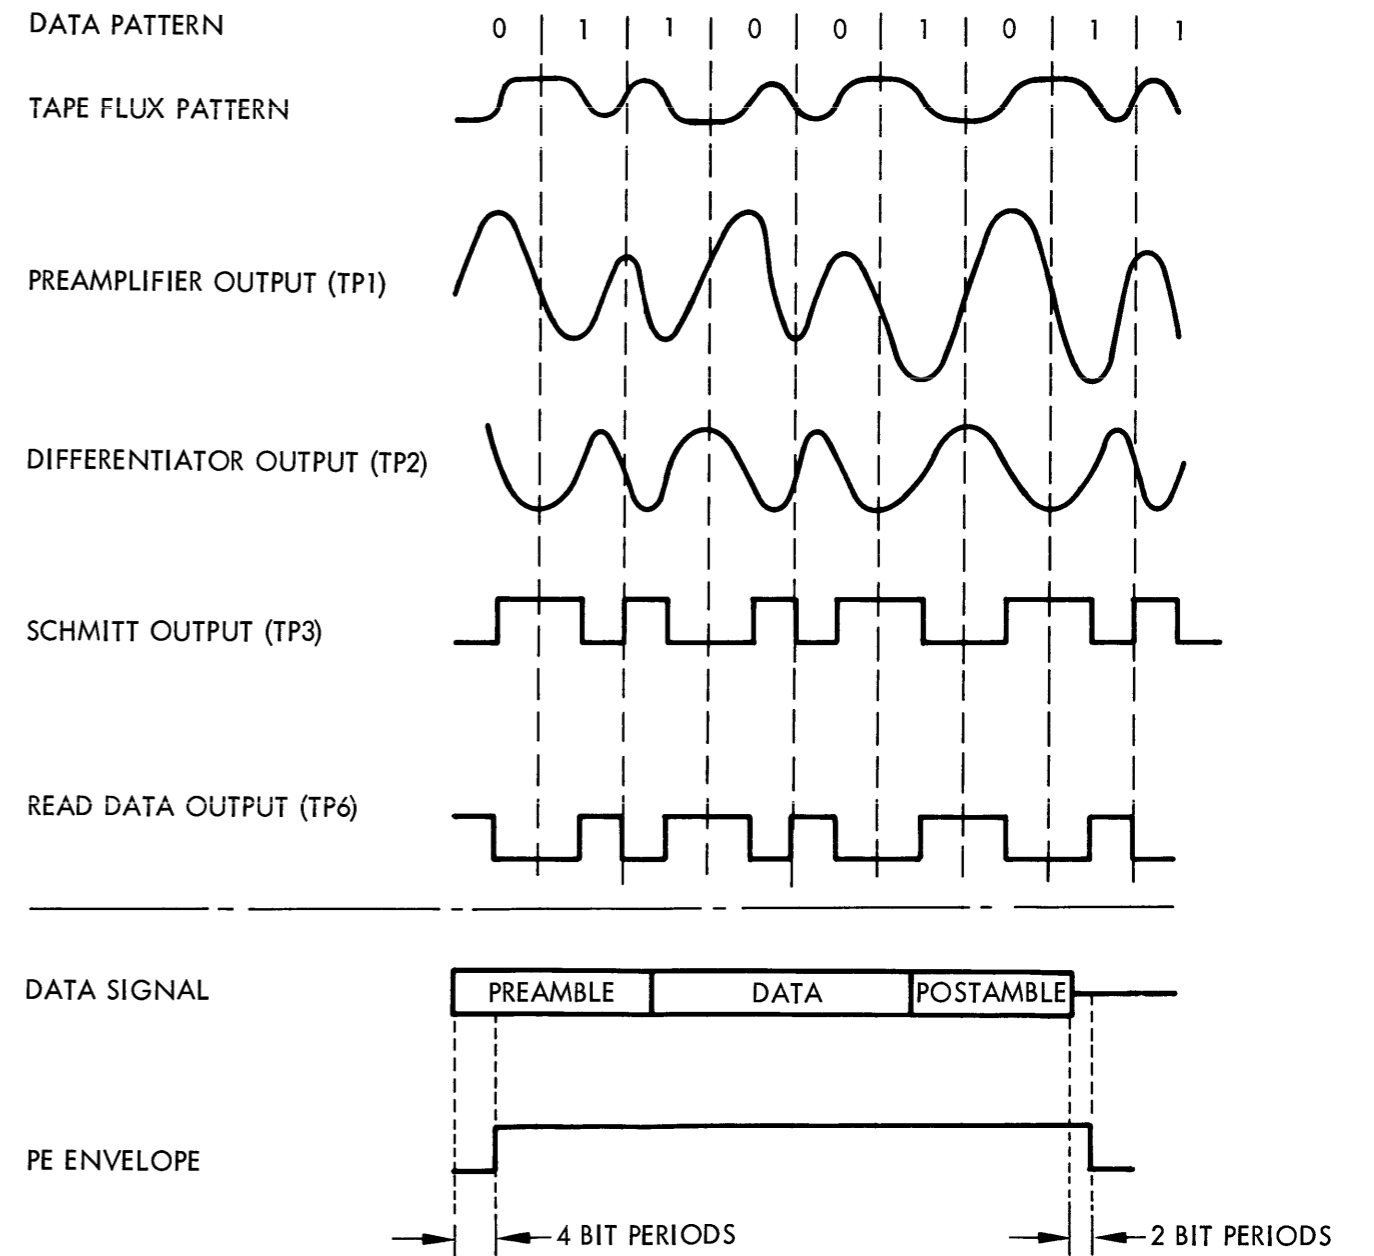 DATA PATTERN 0 1 1 0 0 1 0 1 1
TAPE FLUX PATTERN
PREAMPLIFIER OUTPUT (TP1)
DIFFERENTIATOR OUTPUT (TP2)
SCHMITT OUTPUT (TP3)
READ DATA OUTPUT (TP6)
DATA SIGNAL PREAMBLE DATA POSTAMBLE
PE ENVELOPE
4 BIT PERIODS 2 BIT PERIODS